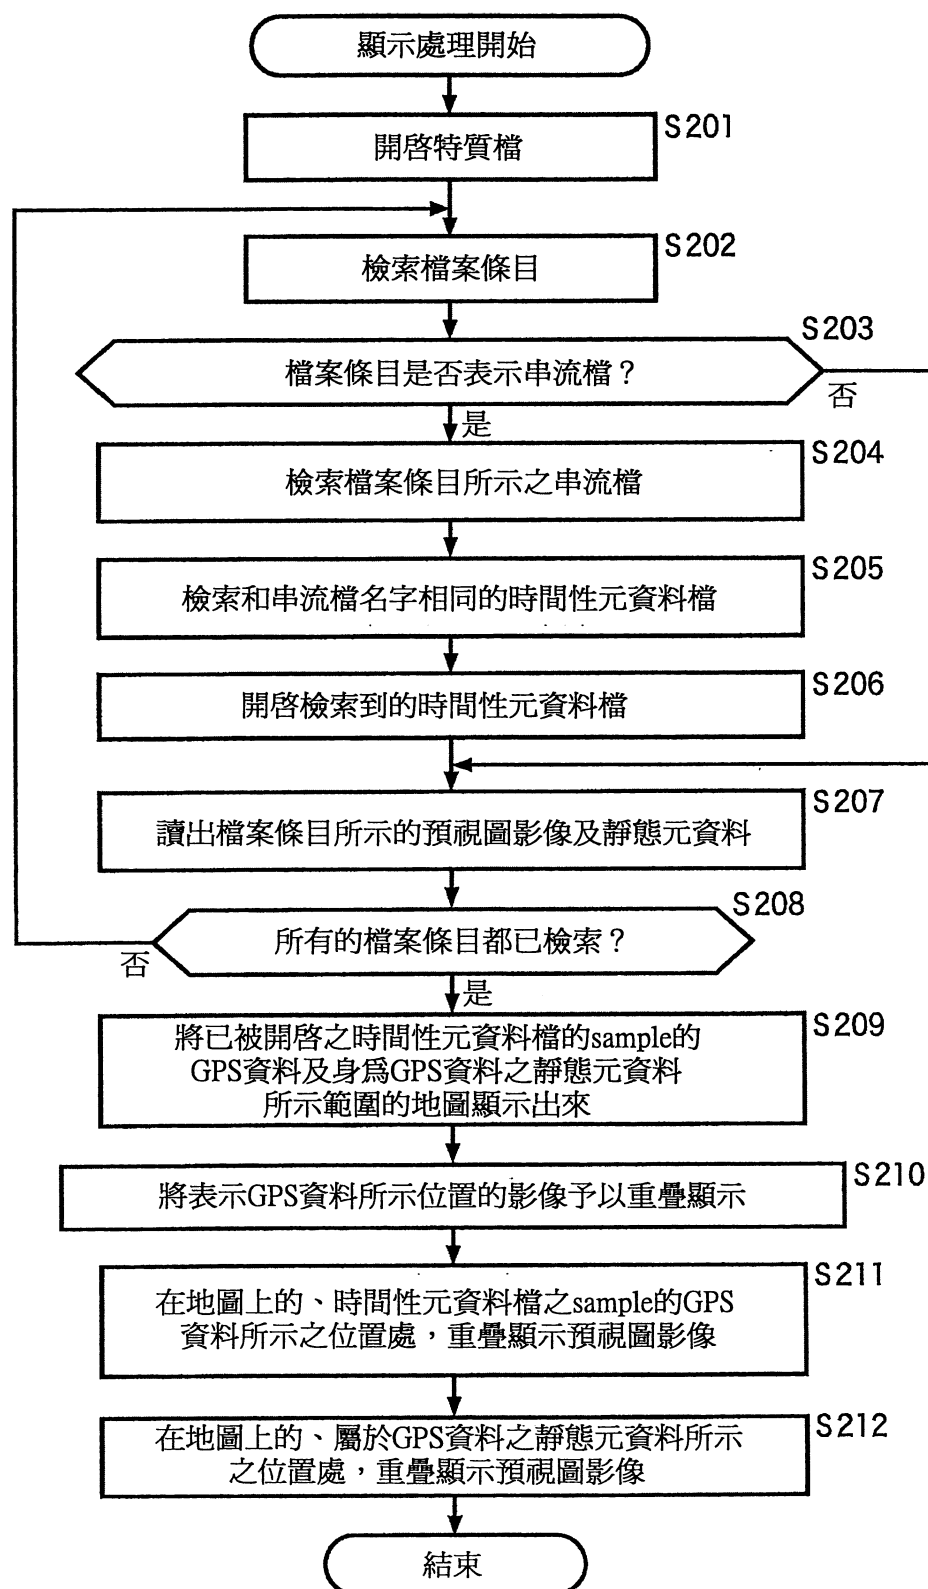 顯示處理開始
S201
開啓特質檔
S202
檢索檔案條目
S203
檔案條目是否表示串流檔？
否
是
S204
檢索檔案條目所示之串流檔
S205
檢索和串流檔名字相同的時間性元資料檔
S206
開啓檢索到的時間性元資料檔
S207
讀出檔案條目所示的預視圖影像及靜態元資料
S208
所有的檔案條目都已檢索？
否
是
S209
將已被開啓之時間性元資料檔的sample的
GPS資料及身爲GPS資料之靜態元資料
所示範圍的地圖顯示出來
S210
將表示GPS資料所示位置的影像予以重疊顯示
S211
在地圖上的、時間性元資料檔之sample的GPS
資料所示之位置處，重疊顯示預視圖影像
S212
在地圖上的、屬於GPS資料之靜態元資料所示
之位置處，重疊顯示預視圖影像
結束